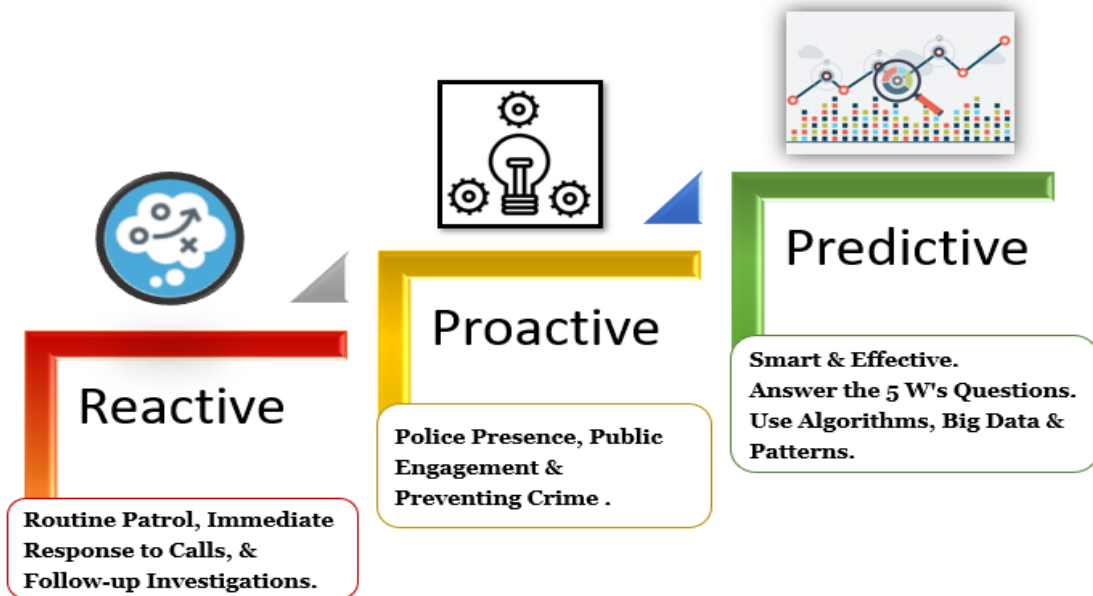 Reactive
Routine Patrol, Immediate
Response to Calls, &
Follow-up Investigations.
Proactive
Police Presence, Public
Engagement &
Preventing Crime .
Predictive
Smart & Effective.
Answer the 5 W's Questions.
Use Algorithms, Big Data &
Patterns.